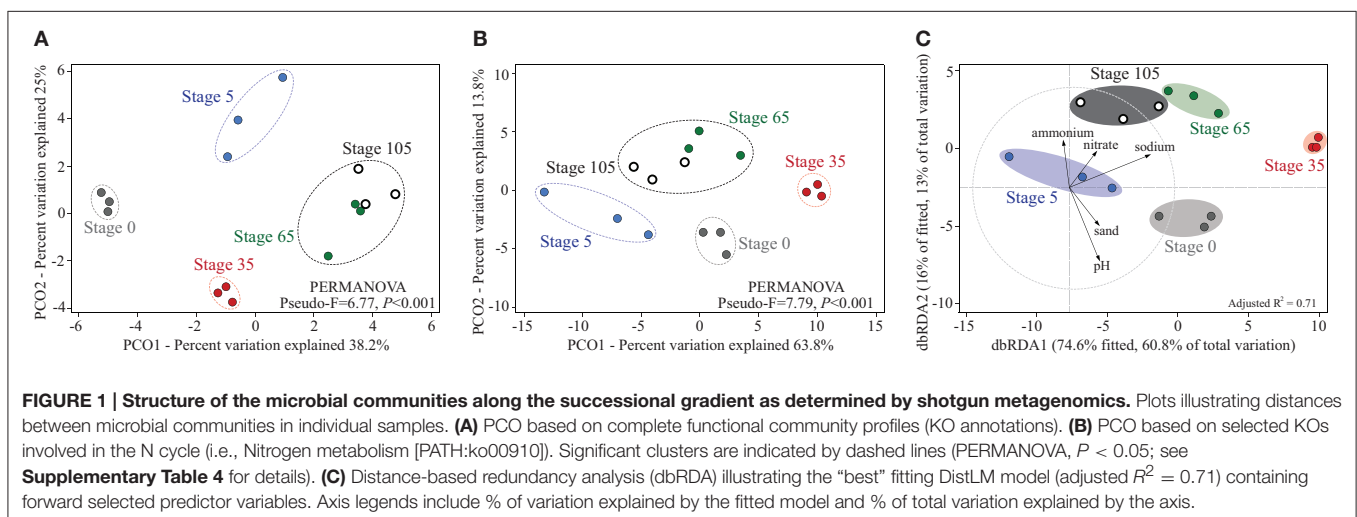 A
PCO2 - Percent variation explained 25%
6
4
2
0
-2
-4
Stage 5
Stage 105
Stage 0
Stage 65
Stage 35
PERMANOVA
Pseudo-F=6.77, P<0.001
-6
-4
-2
0
2
4
6
PCO1 - Percent variation explained 38.2%
B
PCO2 - Percent variation explained 13.8%
10
5
0
-5
-10
Stage 65
Stage 105
Stage 35
Stage 5
Stage 0
PERMANOVA
Pseudo-F=7.79, P<0.001
-15
-10
-5
0
5
10
15
PCO1 - Percent variation explained 63.8%
C
dbRDA2 (16% of fitted, 13% of total variation)
5
0
-5
-10
Stage 105
Stage 65
ammonium
nitrate
sodium
Stage 35
Stage 5
sand
Stage 0
pH
Adjusted R² = 0.71
-15
-10
-5
0
5
10
dbRDA1 (74.6% fitted, 60.8% of total variation)
FIGURE 1 | Structure of the microbial communities along the successional gradient as determined by shotgun metagenomics. Plots illustrating distances
between microbial communities in individual samples. (A) PCO based on complete functional community profiles (KO annotations). (B) PCO based on selected KOs
involved in the N cycle (i.e., Nitrogen metabolism [PATH:ko00910]). Significant clusters are indicated by dashed lines (PERMANOVA, P < 0.05; see
Supplementary Table 4 for details). (C) Distance-based redundancy analysis (dbRDA) illustrating the “best” fitting DistLM model (adjusted R² = 0.71) containing
forward selected predictor variables. Axis legends include % of variation explained by the fitted model and % of total variation explained by the axis.